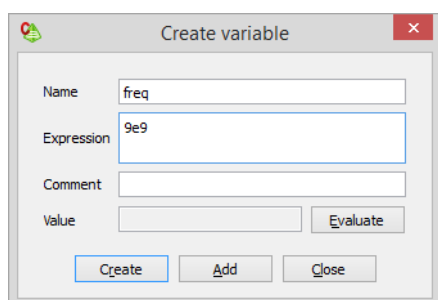 Create variable
Name freq
Expression 9e9
Comment
Value Evaluate
Create Add Close